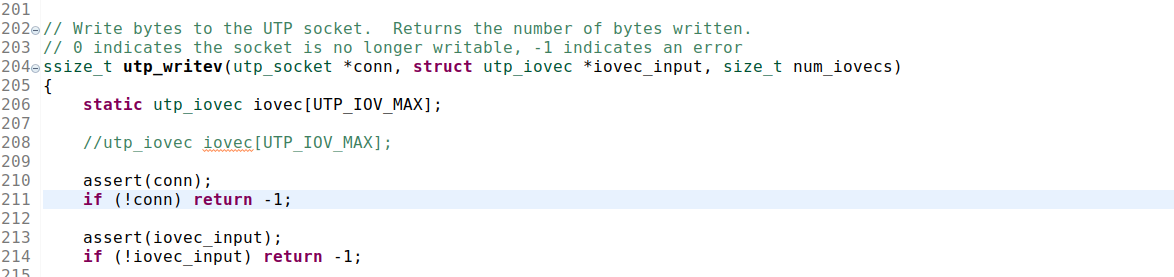 201
202 // Write bytes to the UTP socket.  Returns the number of bytes written.
203 // 0 indicates the socket is no longer writable, -1 indicates an error
204 ssize_t utp_writev(utp_socket *conn, struct utp_iovec *iovec_input, size_t num_iovecs)
205 {
206     static utp_iovec iovec[UTP_IOV_MAX];
207
208     //utp_iovec iovec[UTP_IOV_MAX];
209
210     assert(conn);
211     if (!conn) return -1;
212
213     assert(iovec_input);
214     if (!iovec_input) return -1;
215